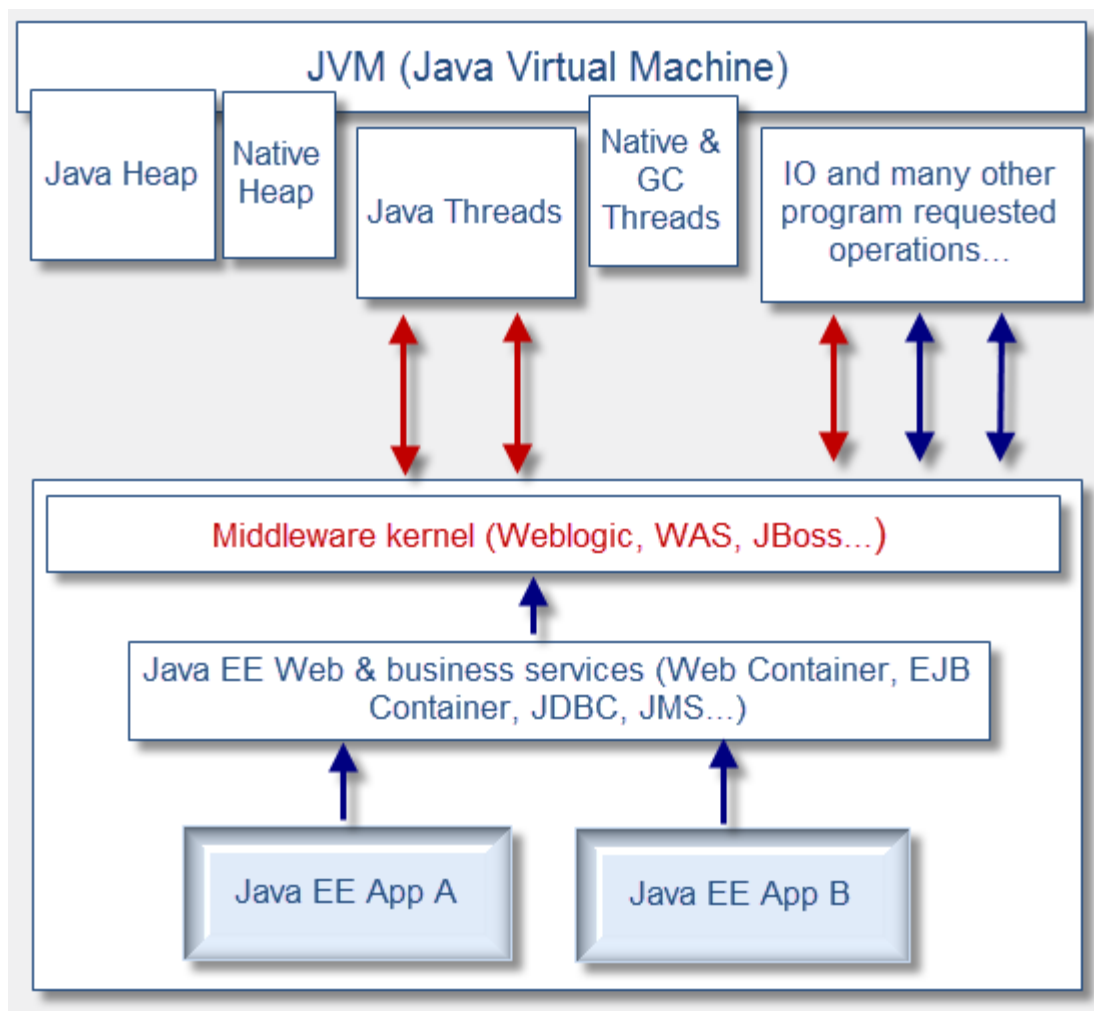 JVM (Java Virtual Machine)
Java Heap
Native
Heap
Java Threads
Native &
GC
Threads
IO and many other
program requested
operations...
Middleware kernel (Weblogic, WAS, JBoss...)
Java EE Web & business services (Web Container, EJB
Container, JDBC, JMS...)
Java EE App A
Java EE App B